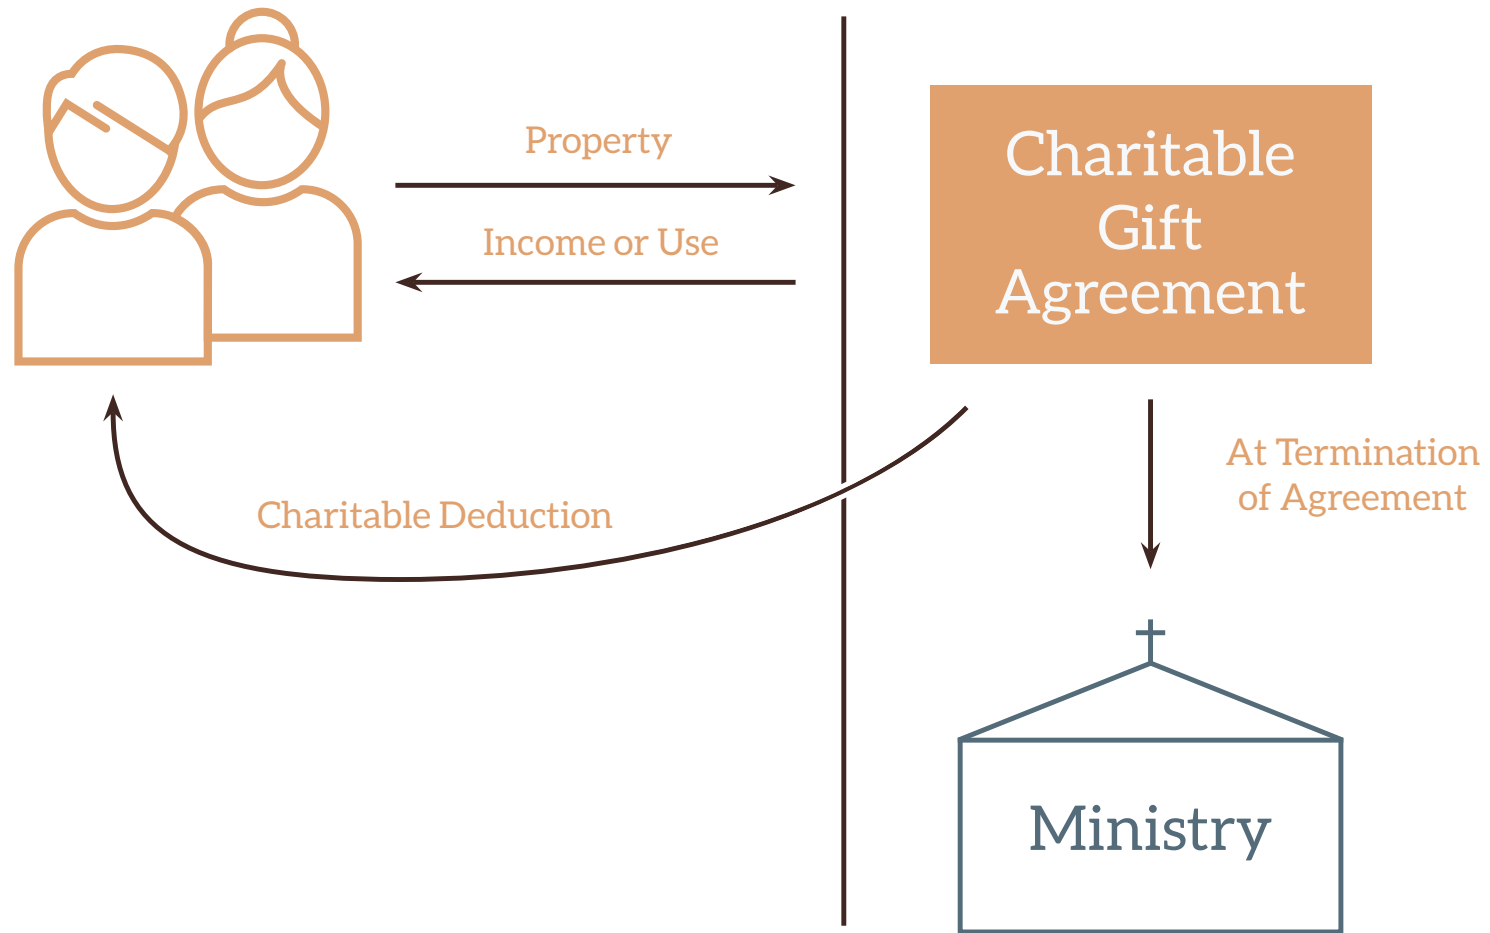 Property
Income or Use
Charitable
Gift
Agreement
Charitable Deduction
At Termination
of Agreement
Ministry